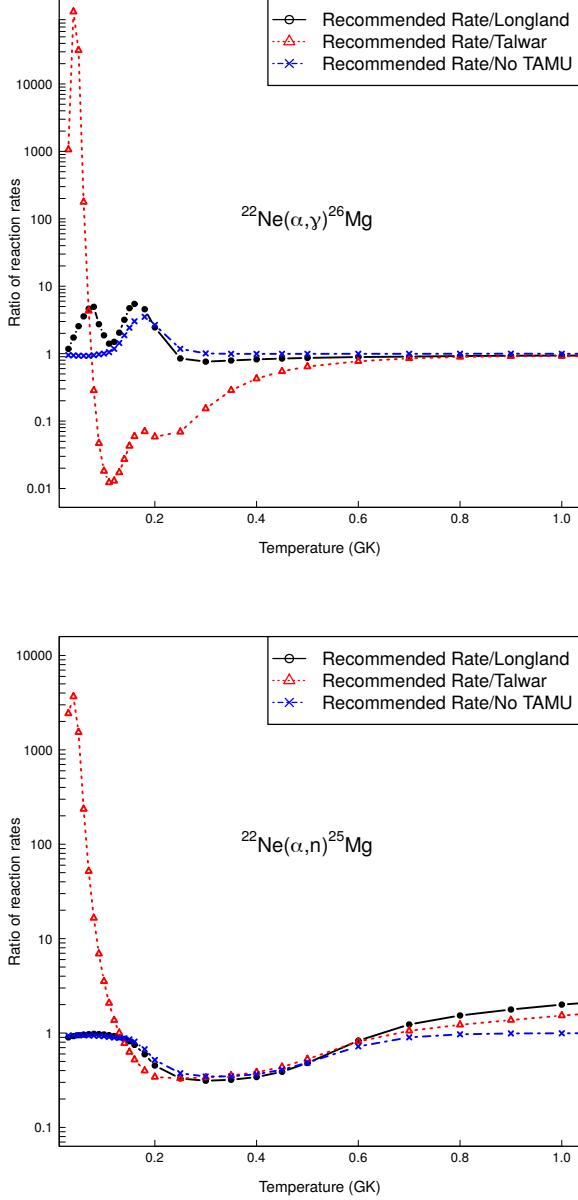 Recommended Rate/Longland
Recommended Rate/Talwar
Recommended Rate/No TAMU
10000
1000
100
10
1
0.1
0.01
Ratio of reaction rates
²²Ne(α,γ)²⁶Mg
0.2 0.4 0.6 0.8 1.0
Temperature (GK)
Recommended Rate/Longland
Recommended Rate/Talwar
Recommended Rate/No TAMU
10000
1000
100
10
1
0.1
Ratio of reaction rates
²²Ne(α,n)²⁵Mg
0.2 0.4 0.6 0.8 1.0